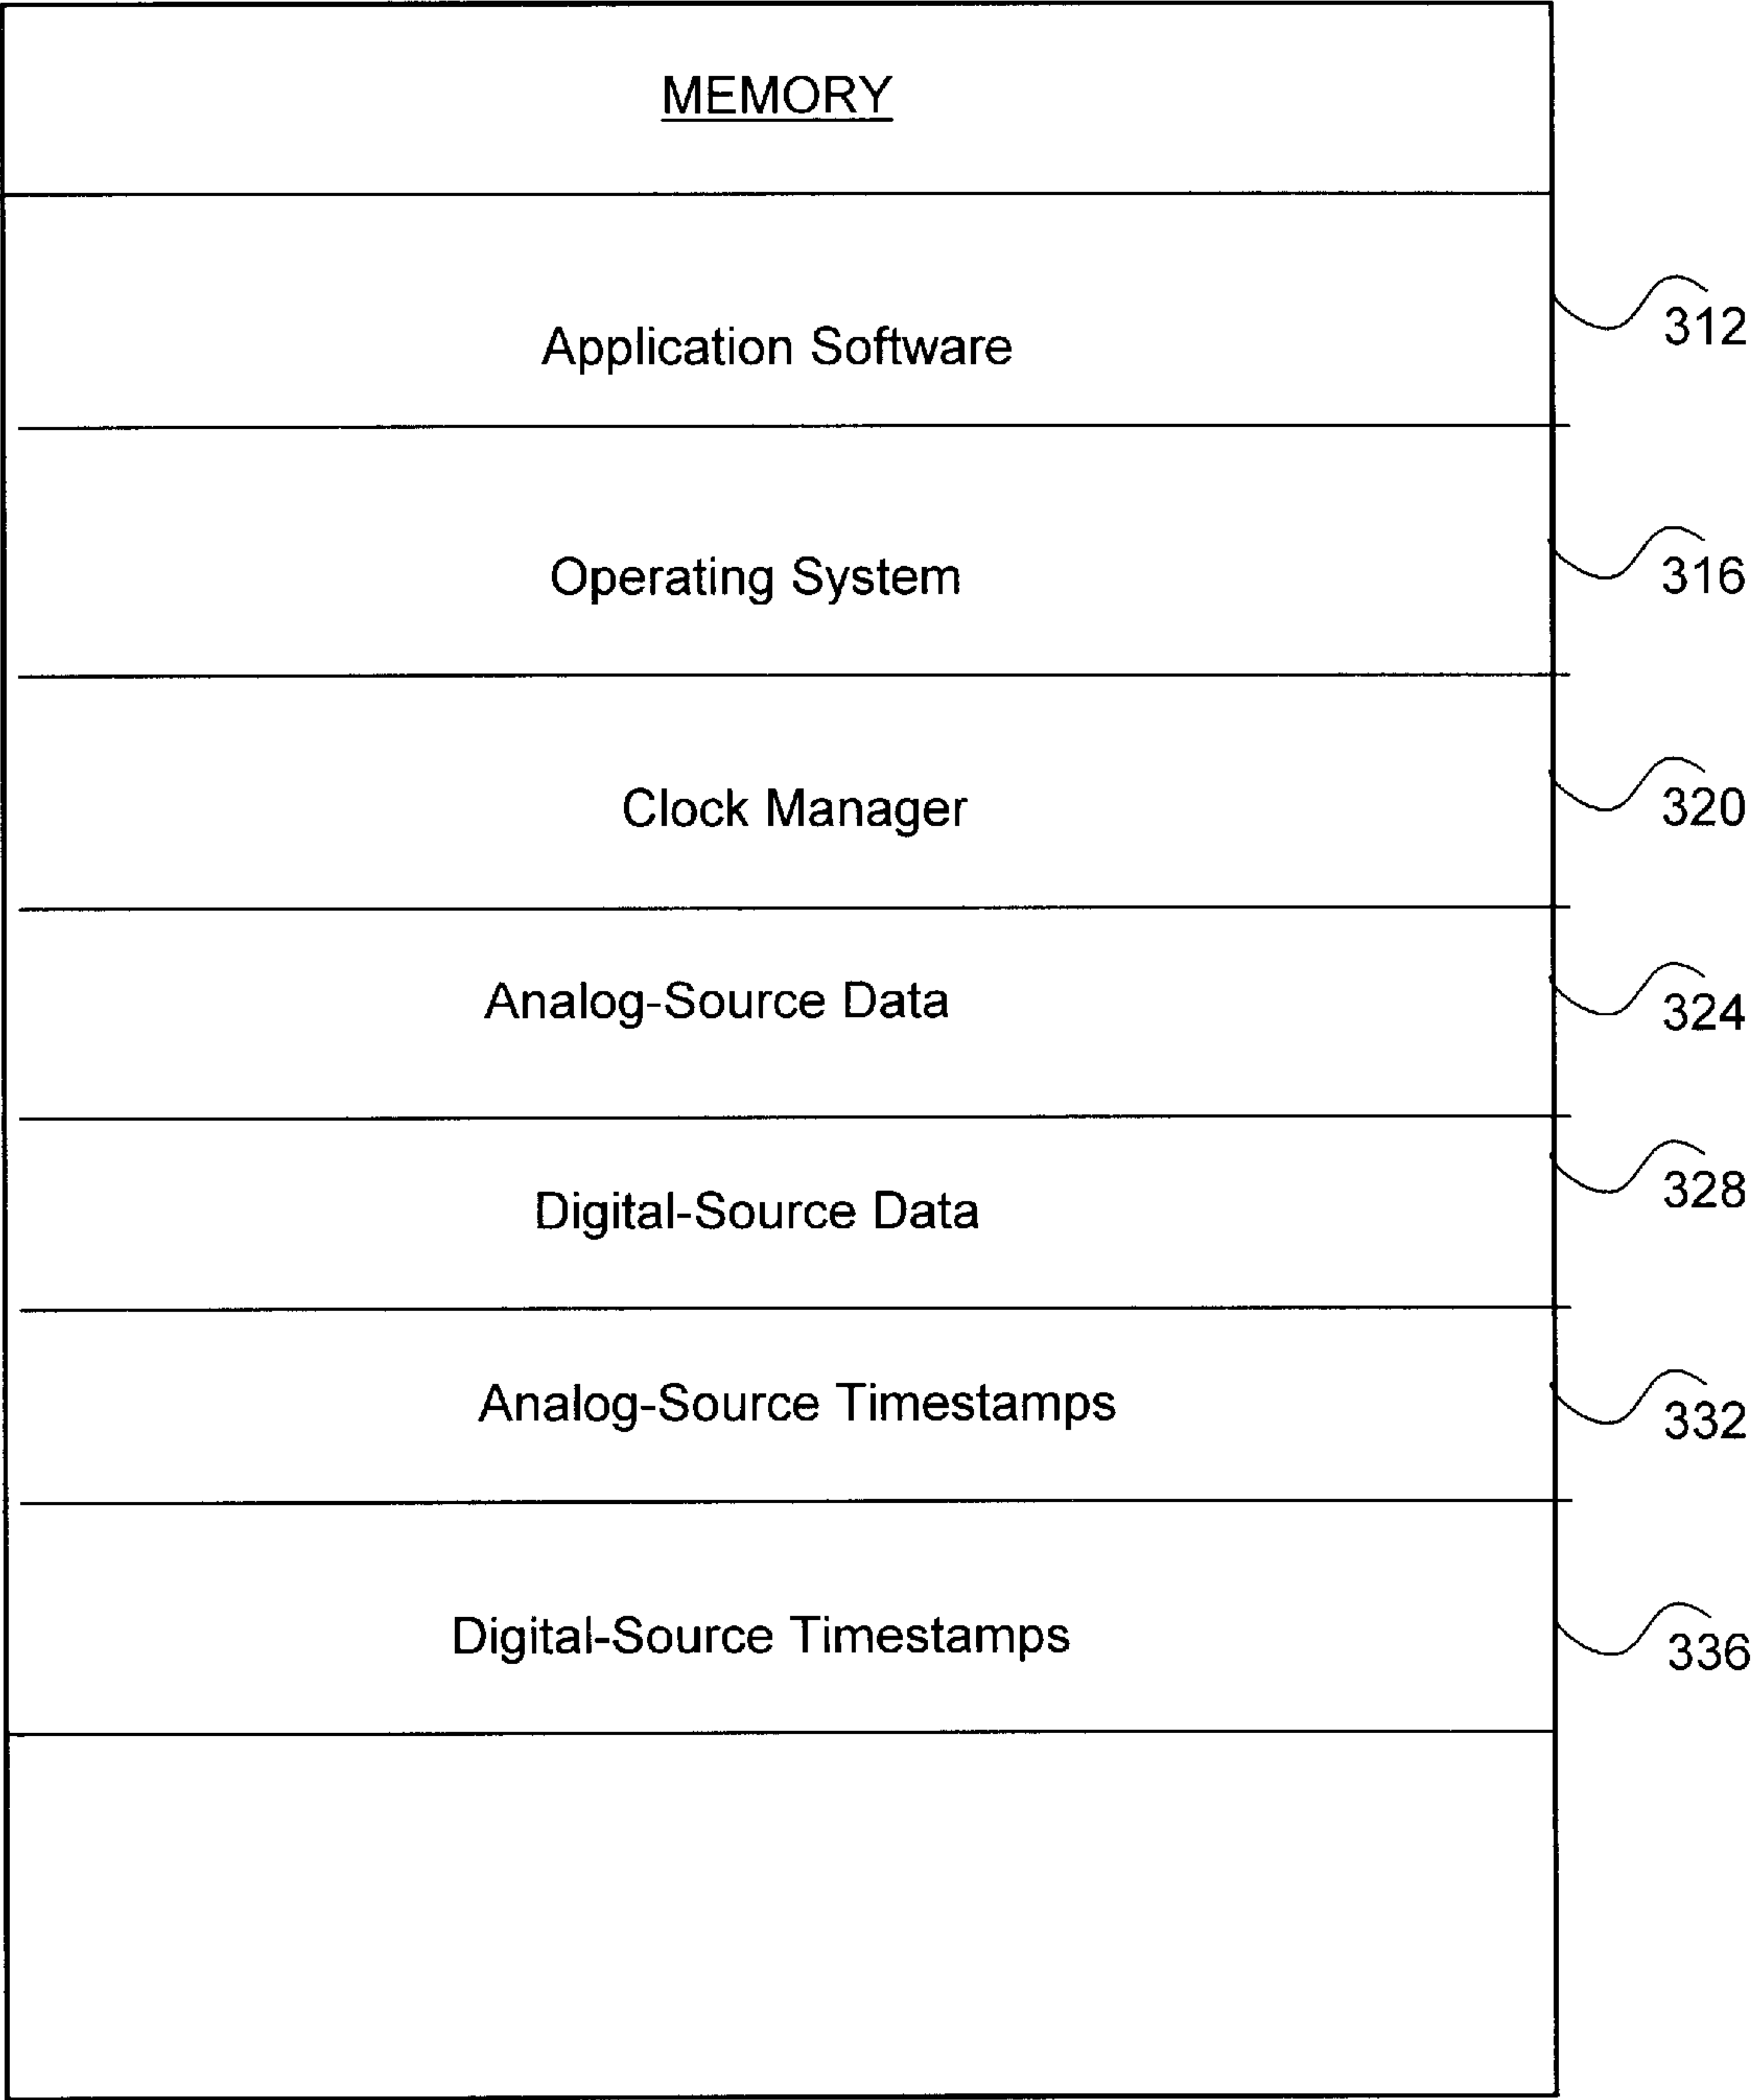 MEMORY
Application Software
312
Operating System
316
Clock Manager
320
Analog-Source Data
324
Digital-Source Data
328
Analog-Source Timestamps
332
Digital-Source Timestamps
336